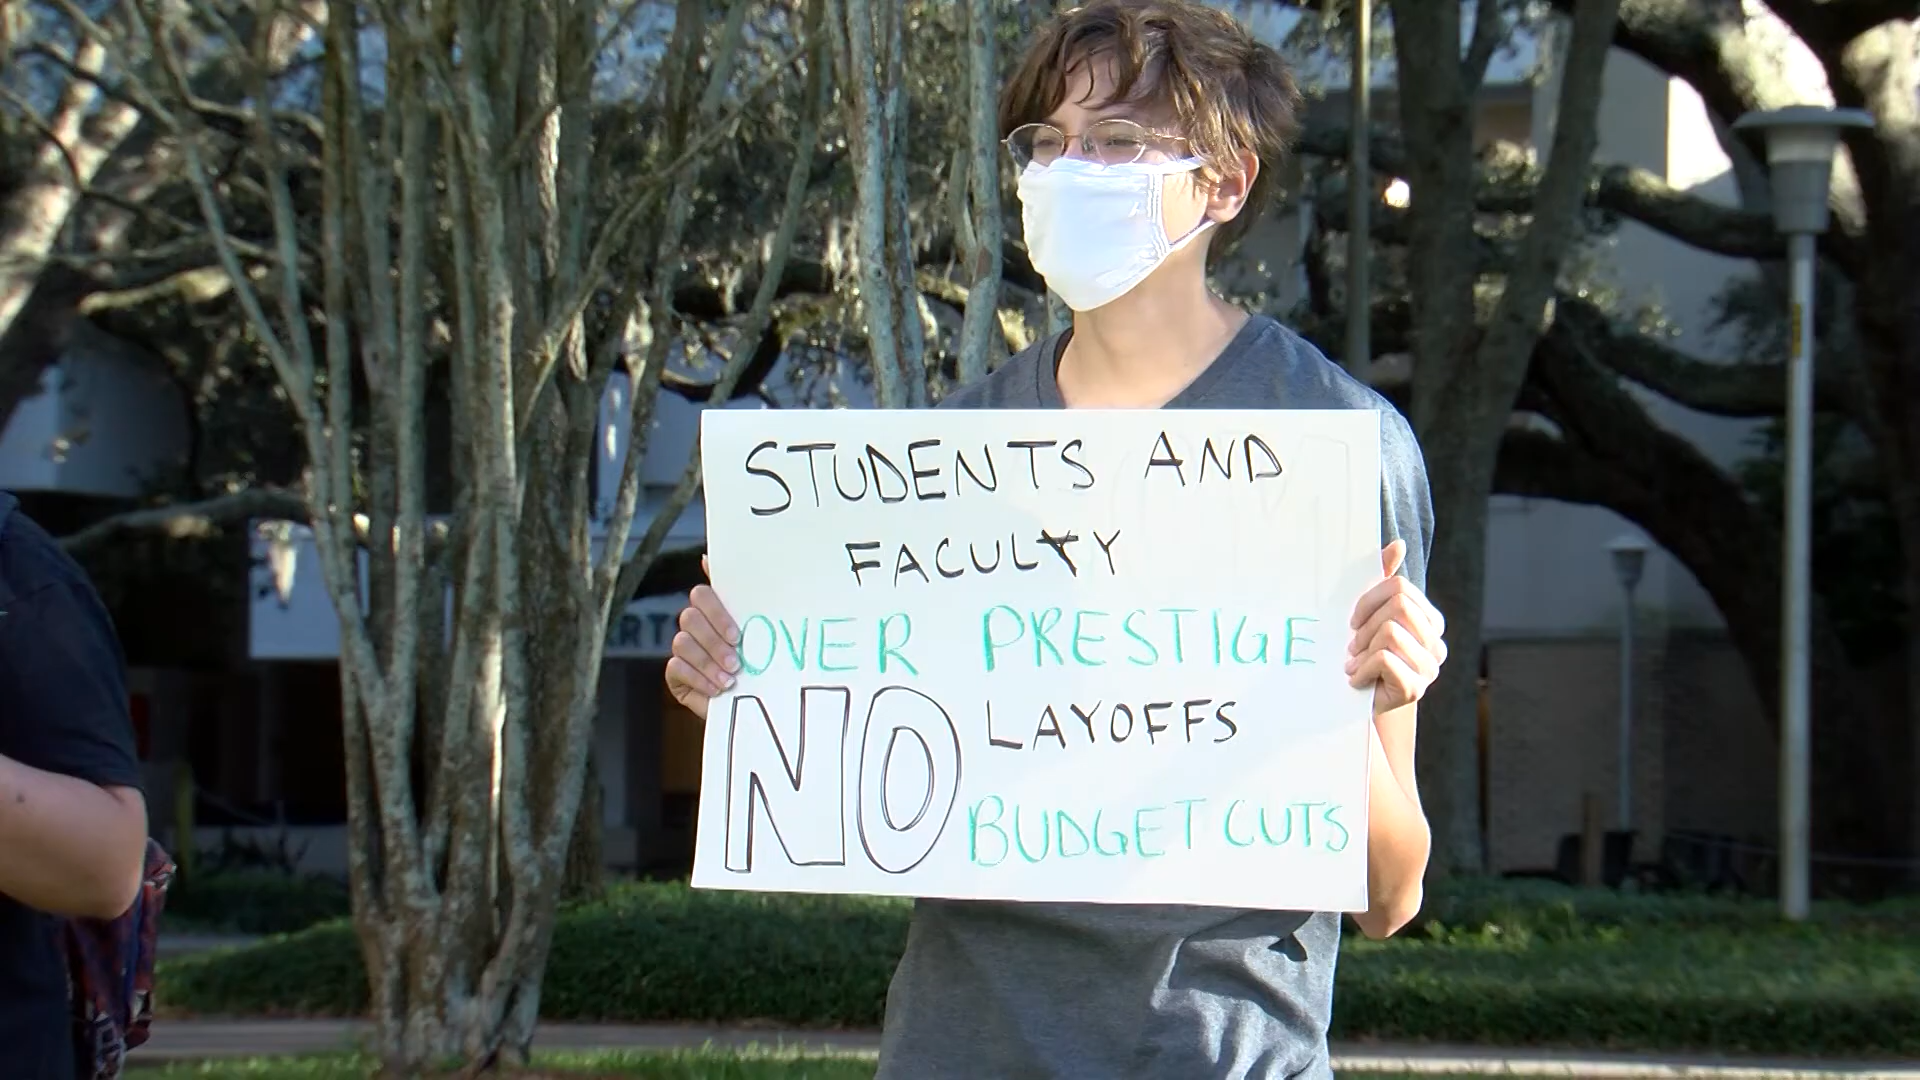 STUDENTS AND
FACULTY
OVER PRESTIGE
NO LAYOFFS
BUDGET CUTS